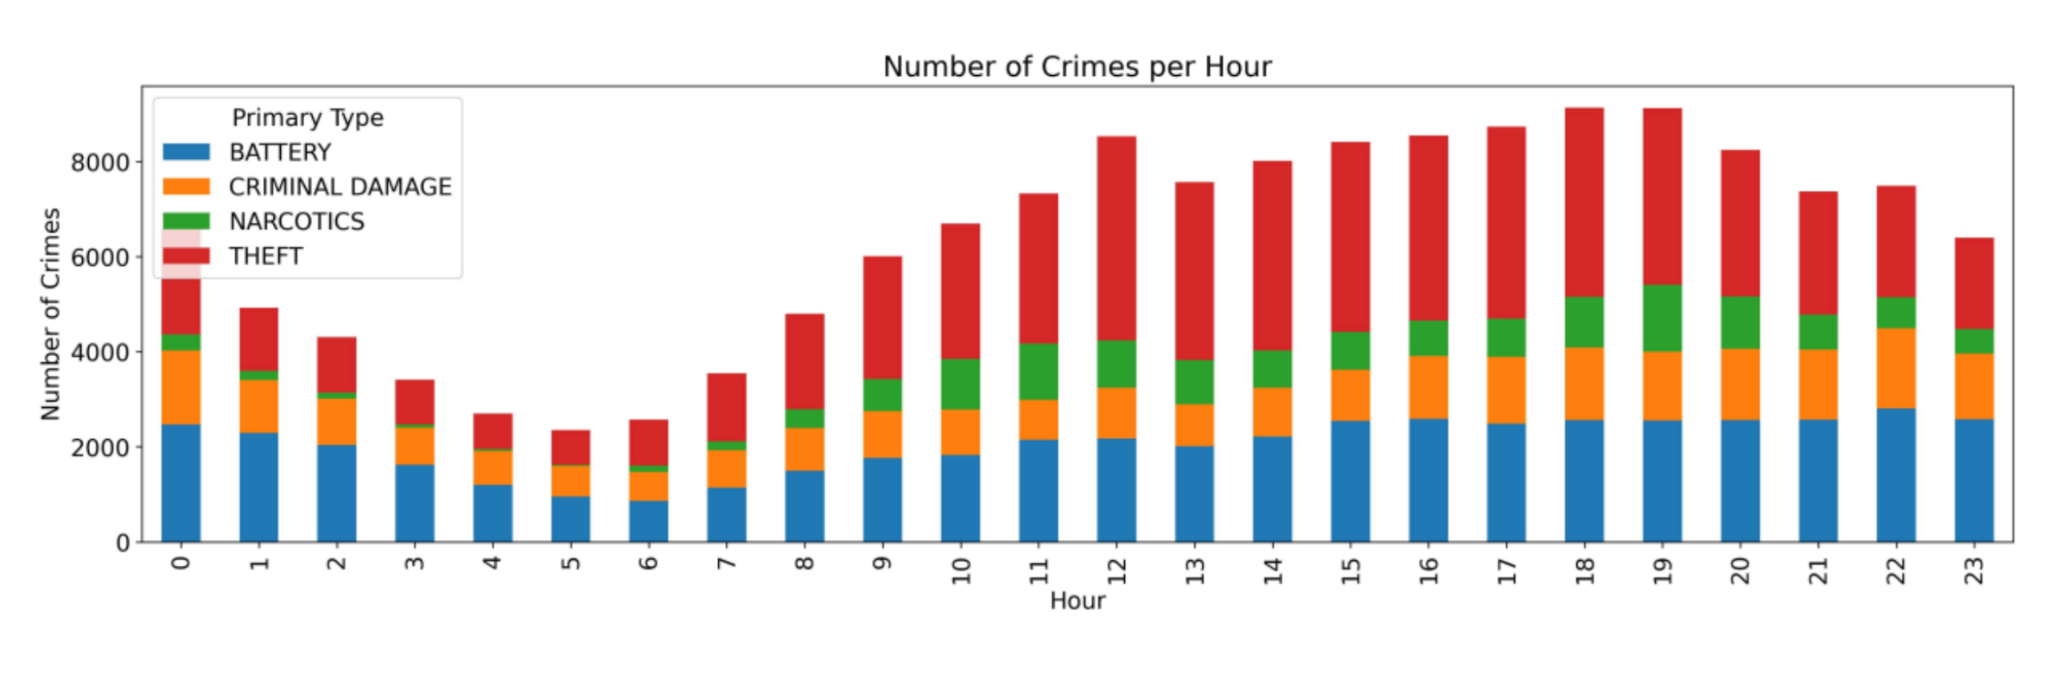 Number of Crimes per Hour
Primary Type
BATTERY
CRIMINAL DAMAGE
NARCOTICS
THEFT
Number of Crimes
8000
6000
4000
2000
0
0 1 2 3 4 5 6 7 8 9 10 11 12 13 14 15 16 17 18 19 20 21 22 23
Hour